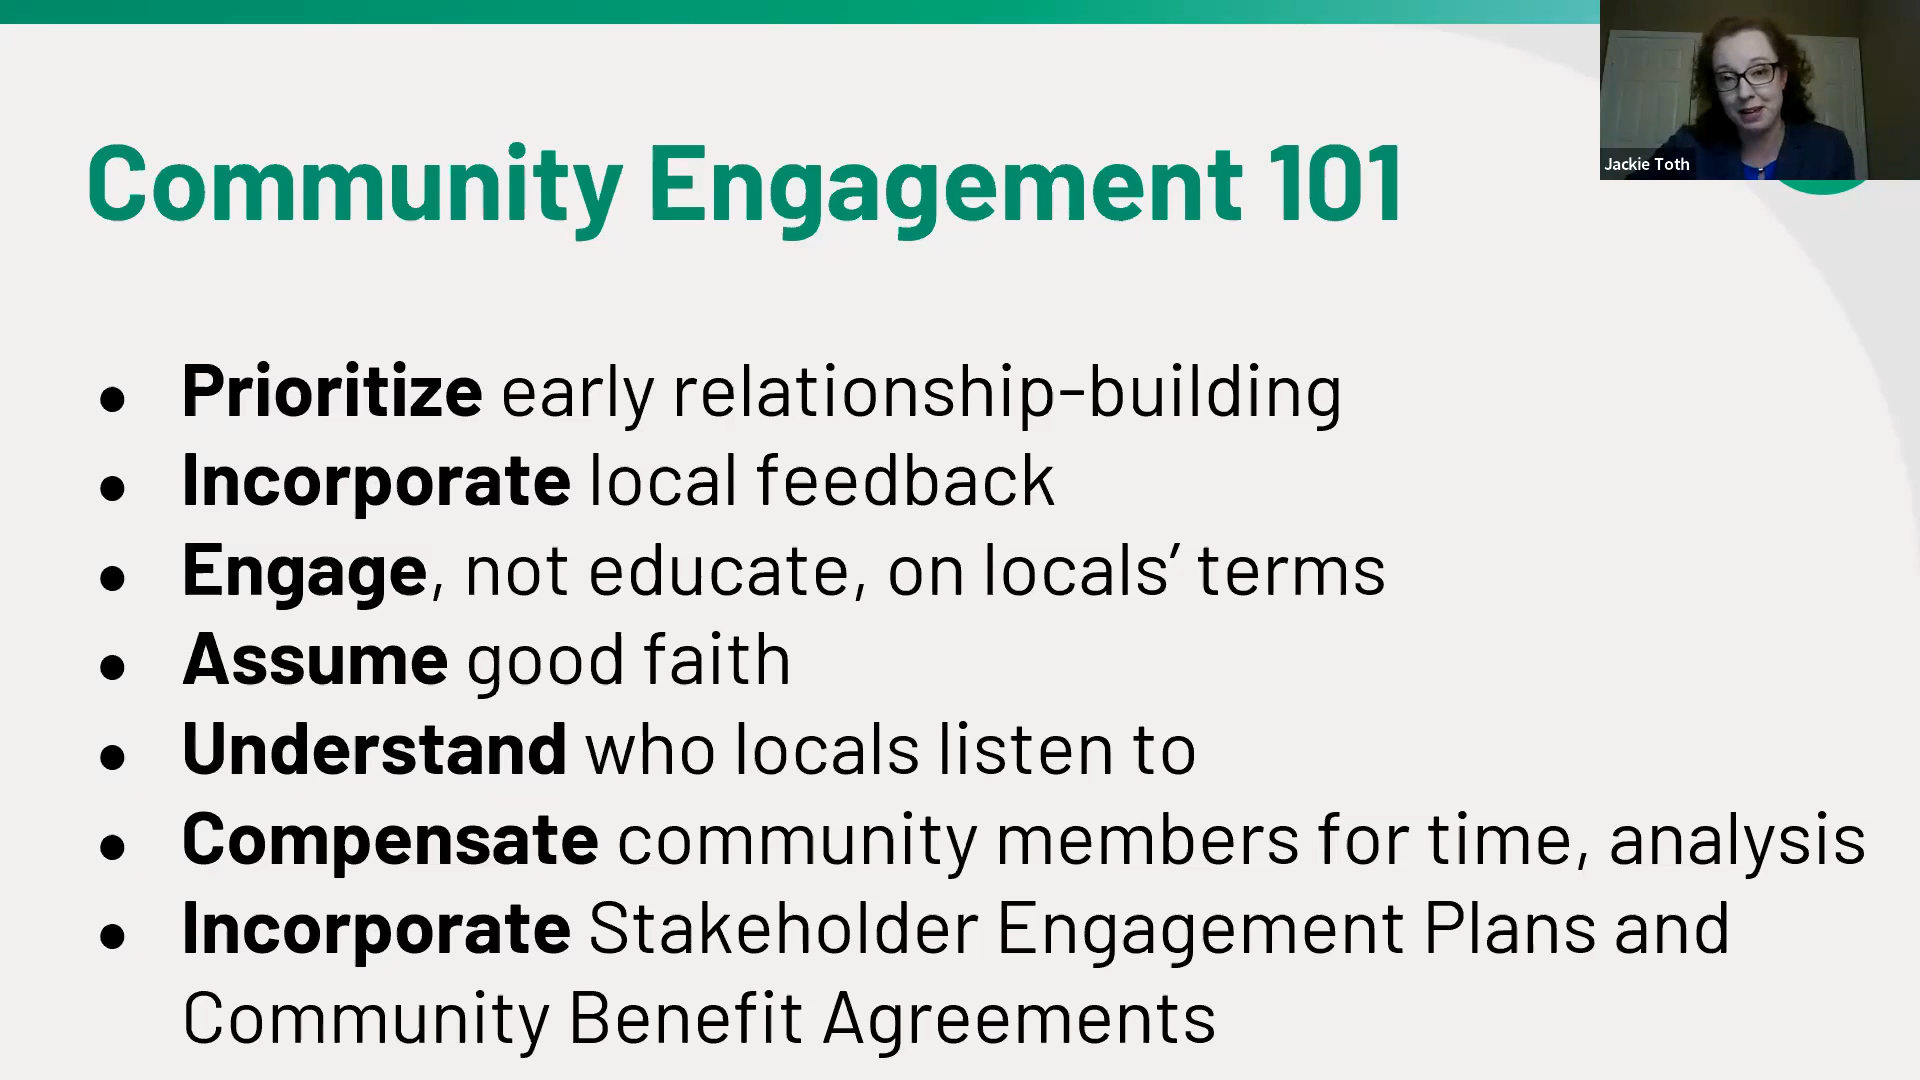 Jackie Toth
Community Engagement 101
● Prioritize early relationship-building
● Incorporate local feedback
● Engage, not educate, on locals’ terms
● Assume good faith
● Understand who locals listen to
● Compensate community members for time, analysis
● Incorporate Stakeholder Engagement Plans and
Community Benefit Agreements